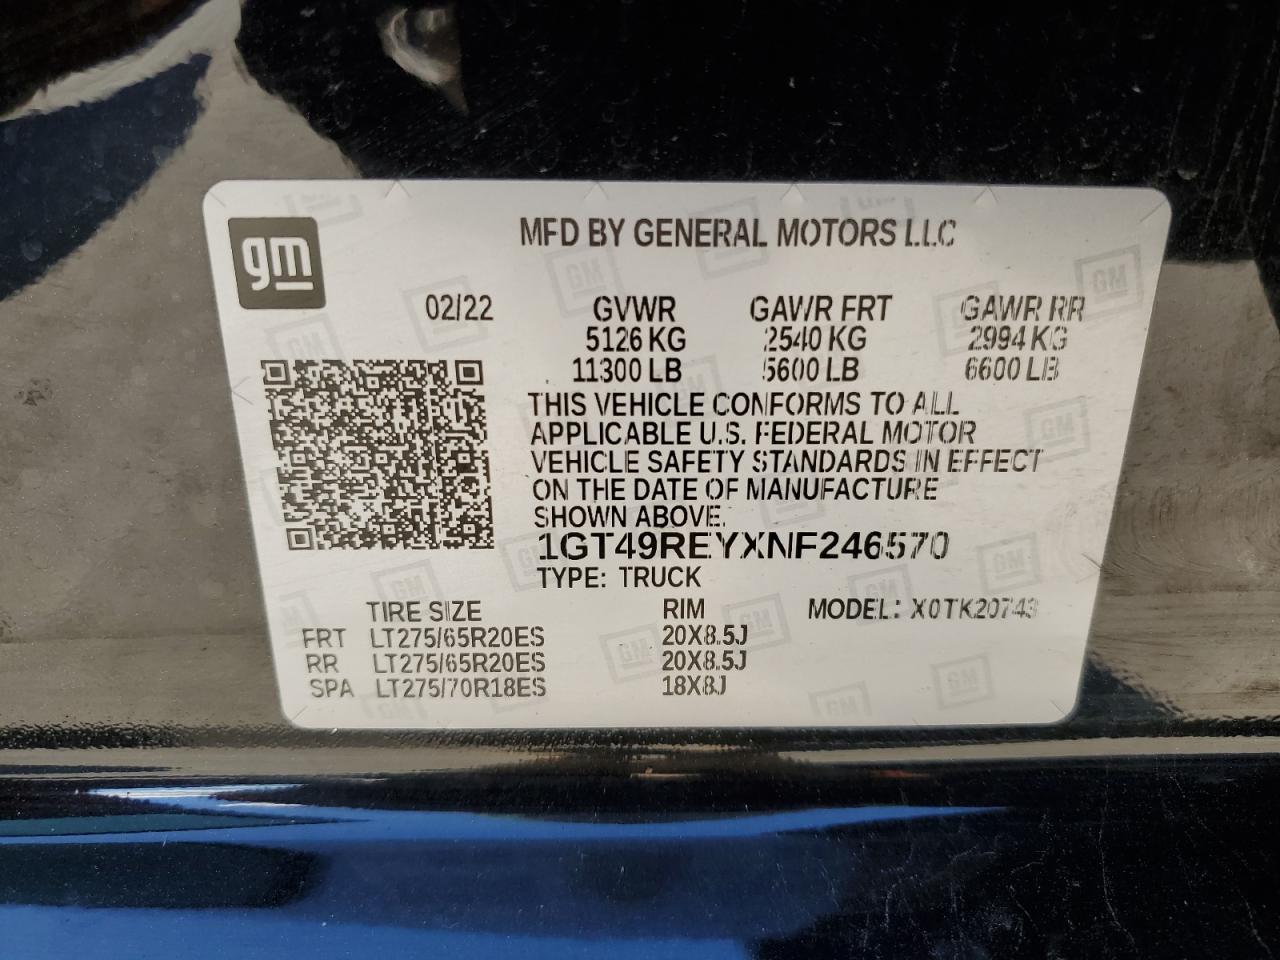 gm
MFD BY GENERAL MOTORS LLC
02/22 GVWR GAWR FRT GAWR RR
5126 KG 2540 KG 2994 KG
11300 LB 5600 LB 6600 LB
THIS VEHICLE CONFORMS TO ALL
APPLICABLE U.S. FEDERAL MOTOR
VEHICLE SAFETY STANDARDS IN EFFECT
ON THE DATE OF MANUFACTURE
SHOWN ABOVE.
1GT49REYXNF246570
TYPE: TRUCK
TIRE SIZE RIM MODEL: X0TK20743
FRT LT275/65R20ES 20X8.5J
RR LT275/65R20ES 20X8.5J
SPA LT275/70R18ES 18X8J